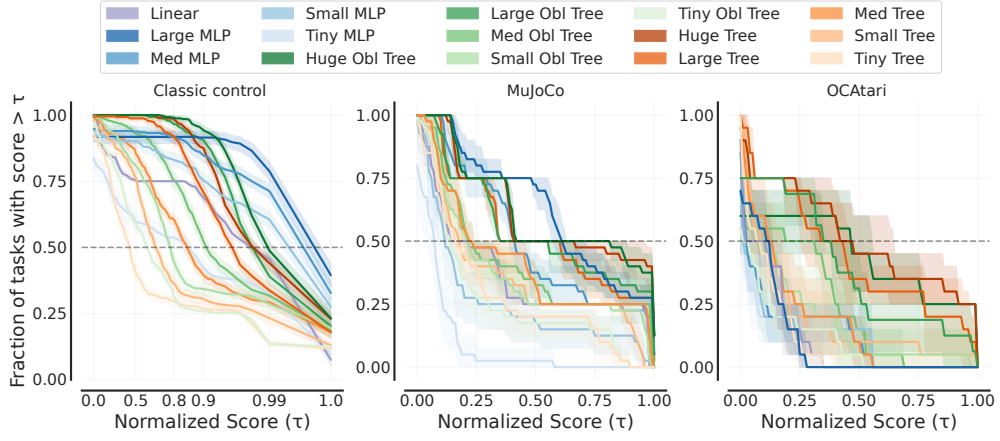 Linear Small MLP Large Obl Tree Tiny Obl Tree Med Tree
Large MLP Tiny MLP Med Obl Tree Huge Tree Small Tree
Med MLP Huge Obl Tree Small Obl Tree Large Tree Tiny Tree
Classic control MuJoCo OCAtari
Fraction of tasks with score > τ
1.00 1.00 1.00
0.75 0.75 0.75
0.50 0.50 0.50
0.25 0.25 0.25
0.00 0.00 0.00
0.0 0.5 0.8 0.9 0.99 1.0 0.00 0.25 0.50 0.75 1.00 0.00 0.25 0.50 0.75 1.00
Normalized Score (τ) Normalized Score (τ) Normalized Score (τ)